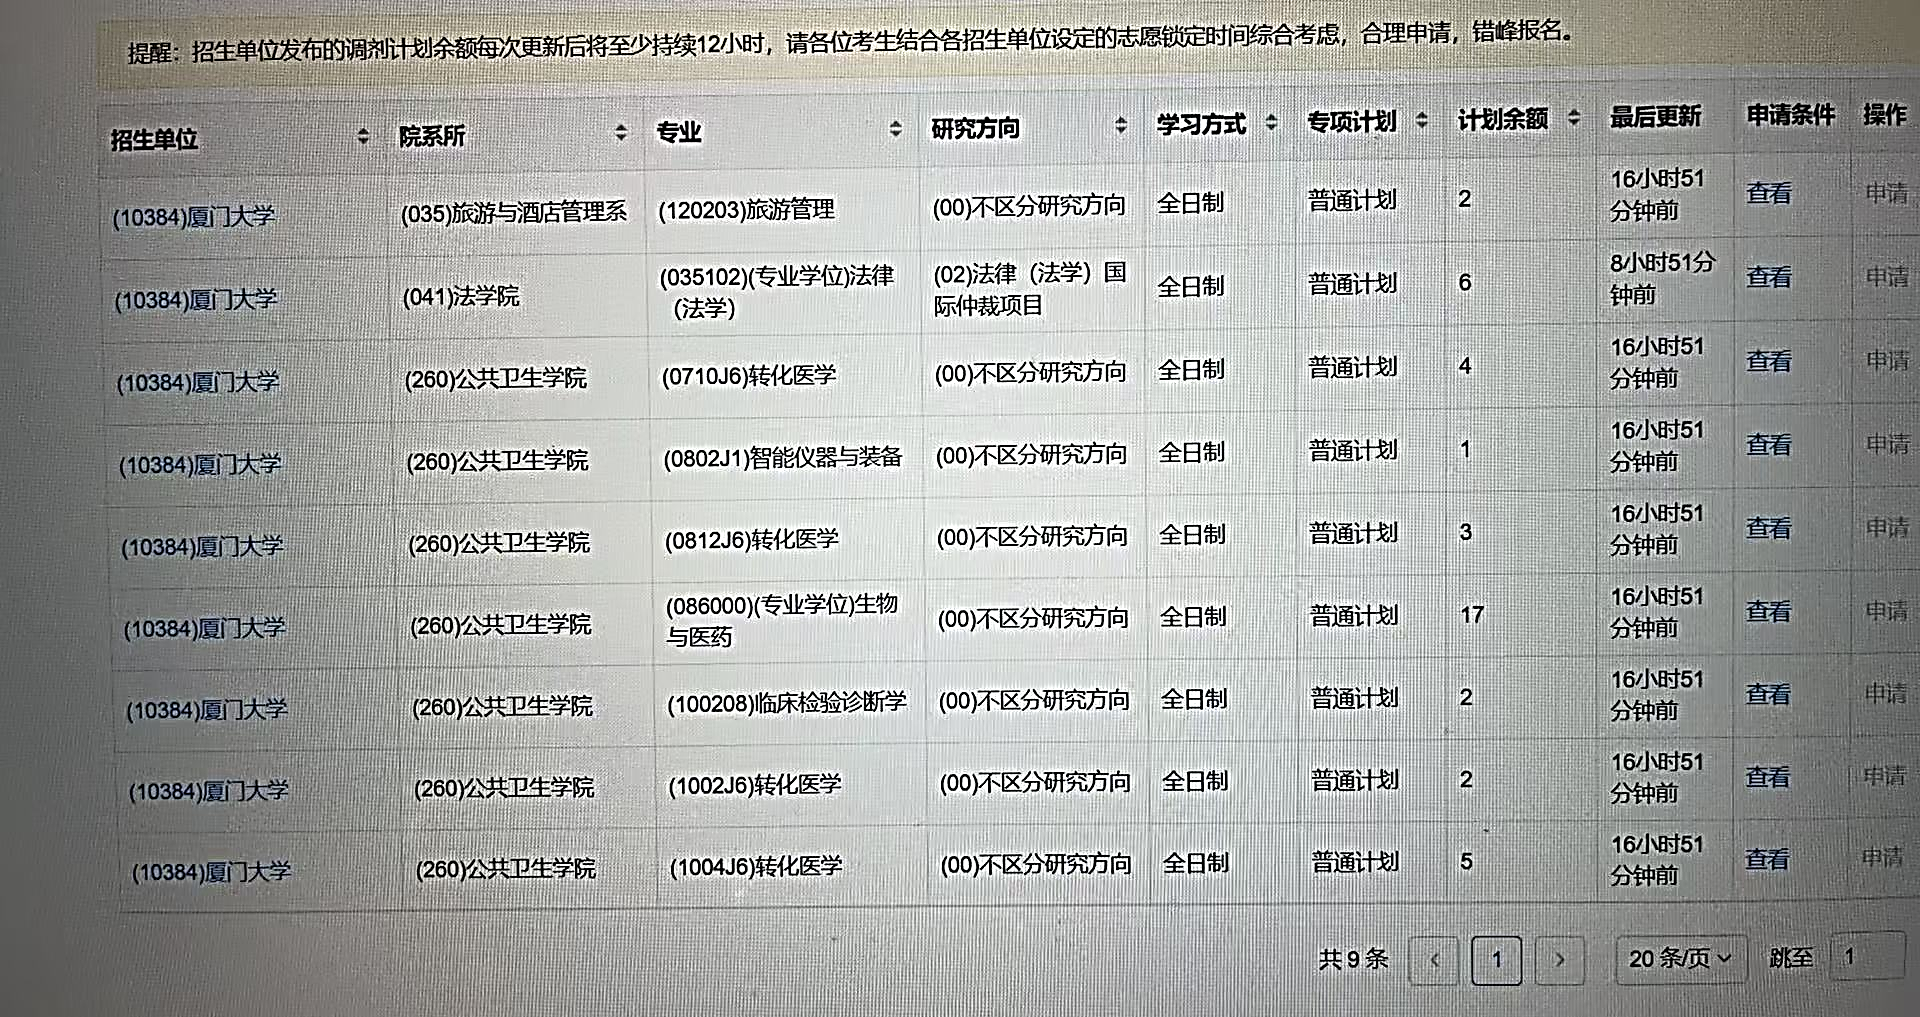 提醒：招生单位发布的调剂计划余额每次更新后将至少持续12小时，请各位考生结合各招生单位设定的志愿锁定时间综合考虑，合理申请，错峰报名。
招生单位 院系所 专业 研究方向 学习方式 专项计划 计划余额 最后更新 申请条件 操作
(10384)厦门大学 (035)旅游与酒店管理系 (120203)旅游管理 (00)不区分研究方向 全日制 普通计划 2 16小时51分钟前 查看 申请
(10384)厦门大学 (041)法学院 (035102)(专业学位)法律（法学） (02)法律（法学）国际仲裁项目 全日制 普通计划 6 8小时51分钟前 查看 申请
(10384)厦门大学 (260)公共卫生学院 (0710J6)转化医学 (00)不区分研究方向 全日制 普通计划 4 16小时51分钟前 查看 申请
(10384)厦门大学 (260)公共卫生学院 (0802J1)智能仪器与装备 (00)不区分研究方向 全日制 普通计划 1 16小时51分钟前 查看 申请
(10384)厦门大学 (260)公共卫生学院 (0812J6)转化医学 (00)不区分研究方向 全日制 普通计划 3 16小时51分钟前 查看 申请
(10384)厦门大学 (260)公共卫生学院 (086000)(专业学位)生物与医药 (00)不区分研究方向 全日制 普通计划 17 16小时51分钟前 查看 申请
(10384)厦门大学 (260)公共卫生学院 (100208)临床检验诊断学 (00)不区分研究方向 全日制 普通计划 2 16小时51分钟前 查看 申请
(10384)厦门大学 (260)公共卫生学院 (1002J6)转化医学 (00)不区分研究方向 全日制 普通计划 2 16小时51分钟前 查看 申请
(10384)厦门大学 (260)公共卫生学院 (1004J6)转化医学 (00)不区分研究方向 全日制 普通计划 5 16小时51分钟前 查看 申请
共 9 条 < 1 > 20 条/页 跳至 1